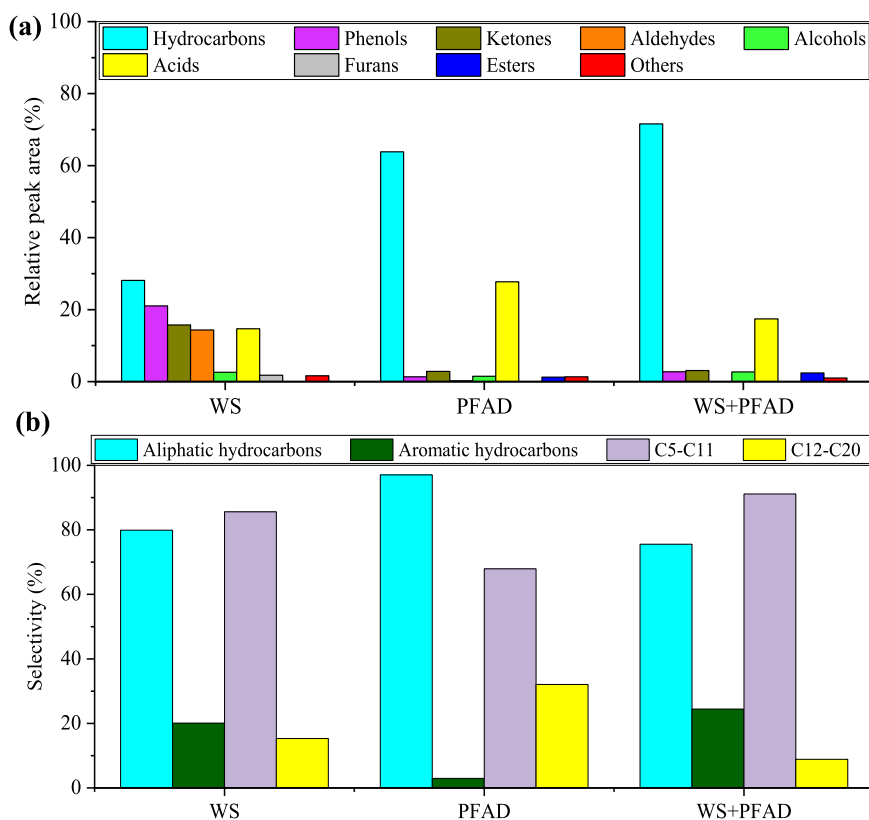 (a)
100
80
60
40
20
0
Relative peak area (%)
Hydrocarbons Phenols Ketones Aldehydes Alcohols
Acids Furans Esters Others
WS PFAD WS+PFAD
(b)
100
80
60
40
20
0
Selectivity (%)
Aliphatic hydrocarbons Aromatic hydrocarbons C5-C11 C12-C20
WS PFAD WS+PFAD